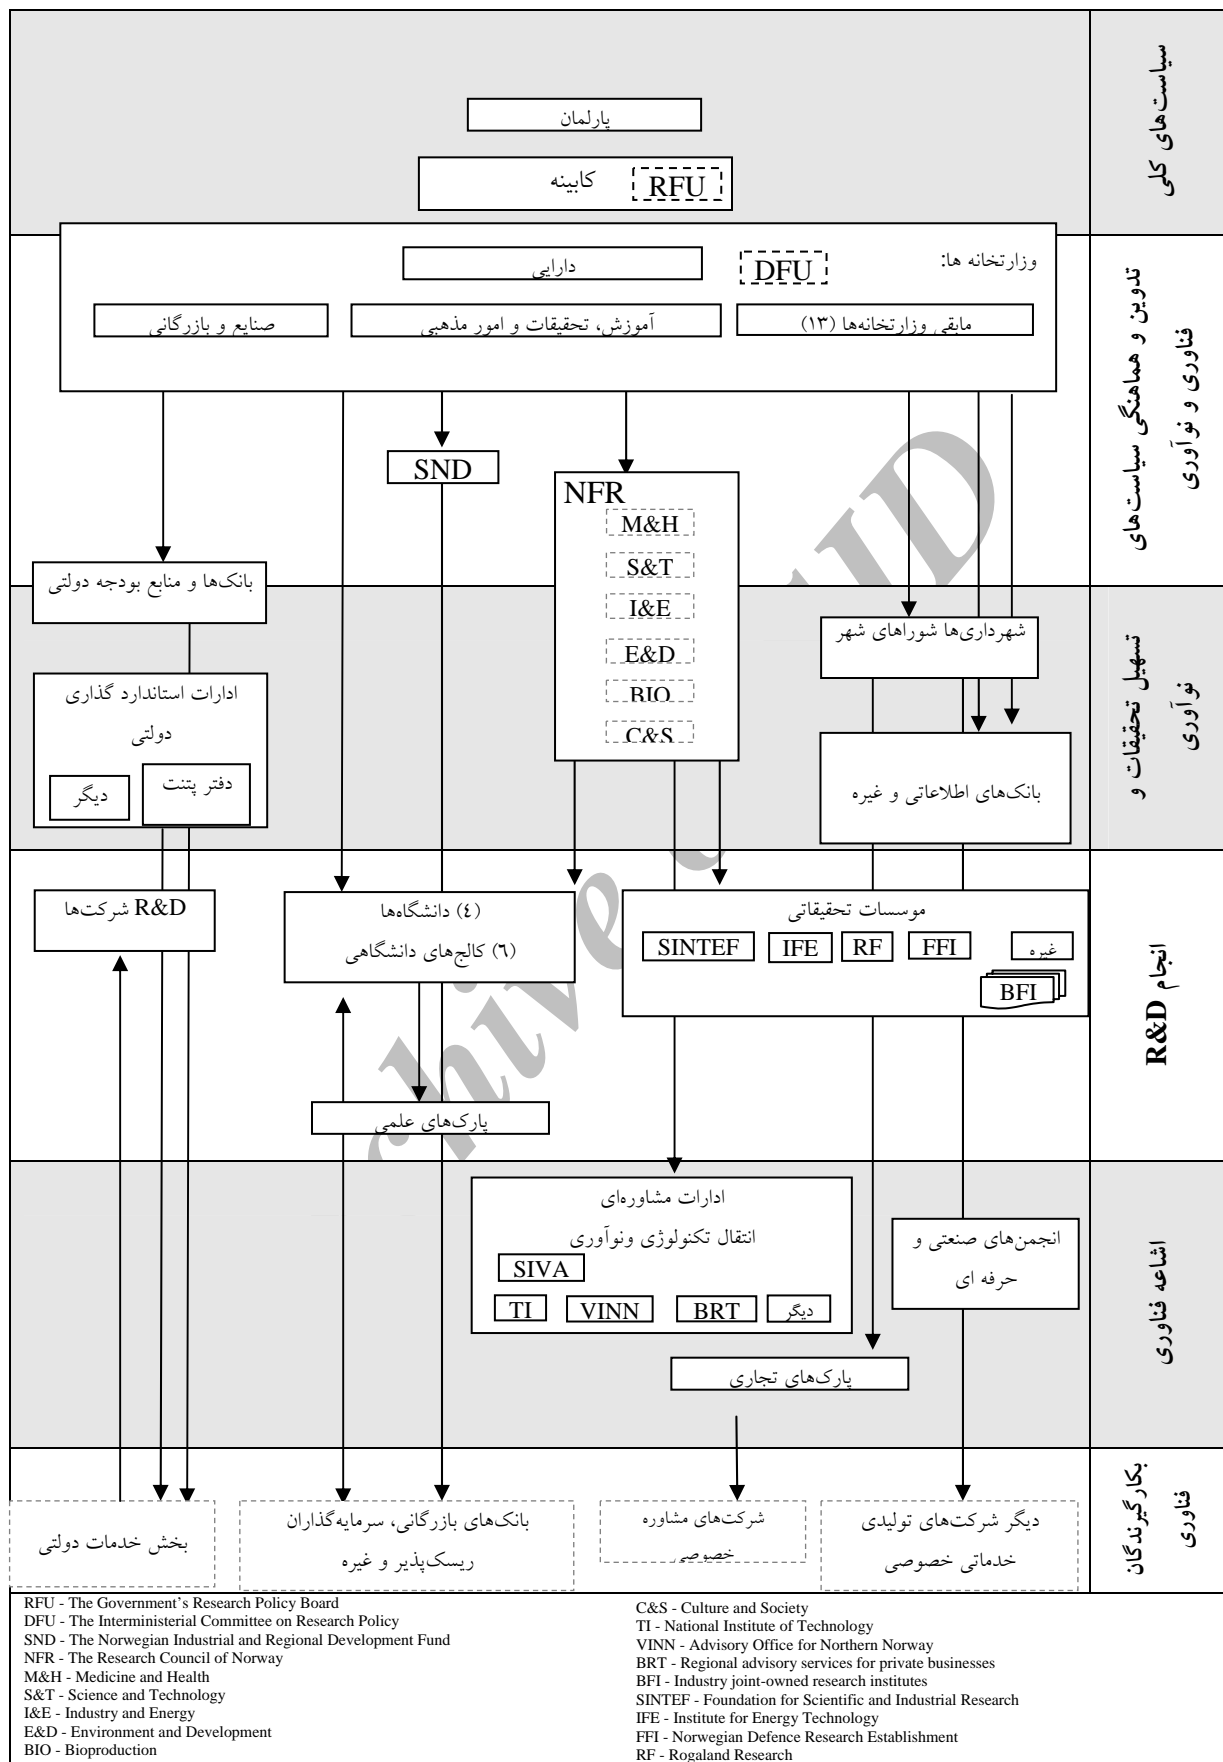 سیاست‌های کلی
پارلمان
کابینه
RFU
تدوین و هماهنگی سیاست‌های
فناوری و نوآوری
وزارتخانه ها:
DFU
دارایی
مابقی وزارتخانه‌ها (۱۳)
آموزش، تحقیقات و امور مذهبی
صنایع و بازرگانی
SND
NFR
M&H
S&T
I&E
E&D
BIO
C&S
بانک‌ها و منابع بودجه دولتی
تسهیل تحقیقات و
نوآوری
شهرداری‌ها شوراهای شهر
ادارات استاندارد گذاری
دولتی
دفتر پتنت
دیگر
بانک‌های اطلاعاتی و غیره
انجام R&D
R&D شرکت‌ها
(٤) دانشگاه‌ها
(٦) کالج‌های دانشگاهی
موسسات تحقیقاتی
SINTEF
IFE
RF
FFI
غیره
BFI
پارک‌های علمی
اشاعه فناوری
ادارات مشاوره‌ای
انتقال تکنولوژی ونوآوری
SIVA
TI
VINN
BRT
دیگر
انجمن‌های صنعتی و
حرفه ای
پارک‌های تجاری
بکارگیرندگان
فناوری
دیگر شرکت‌های تولیدی
خدماتی خصوصی
شرکت‌های مشاوره
خصوصی
بانک‌های بازرگانی، سرمایه‌گذاران
ریسک‌پذیر و غیره
بخش خدمات دولتی
RFU - The Government's Research Policy Board
DFU - The Interministerial Committee on Research Policy
SND - The Norwegian Industrial and Regional Development Fund
NFR - The Research Council of Norway
M&H - Medicine and Health
S&T - Science and Technology
I&E - Industry and Energy
E&D - Environment and Development
BIO - Bioproduction
C&S - Culture and Society
TI - National Institute of Technology
VINN - Advisory Office for Northern Norway
BRT - Regional advisory services for private businesses
BFI - Industry joint-owned research institutes
SINTEF - Foundation for Scientific and Industrial Research
IFE - Institute for Energy Technology
FFI - Norwegian Defence Research Establishment
RF - Rogaland Research